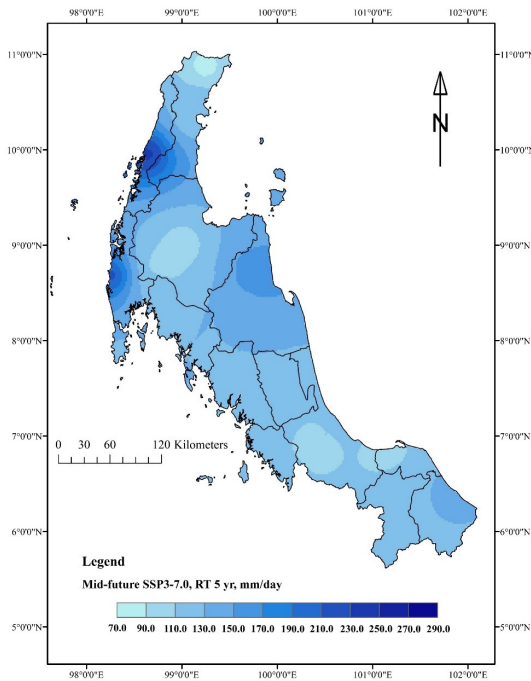 98°0'0"E 99°0'0"E 100°0'0"E 101°0'0"E 102°0'0"E
11°0'0"N 11°0'0"N
N
10°0'0"N 10°0'0"N
9°0'0"N 9°0'0"N
8°0'0"N 8°0'0"N
7°0'0"N 7°0'0"N
0 30 60 120 Kilometers
6°0'0"N 6°0'0"N
Legend
Mid-future SSP3-7.0, RT 5 yr, mm/day
70.0 90.0 110.0 130.0 150.0 170.0 190.0 210.0 230.0 250.0 270.0 290.0
5°0'0"N 5°0'0"N
98°0'0"E 99°0'0"E 100°0'0"E 101°0'0"E 102°0'0"E